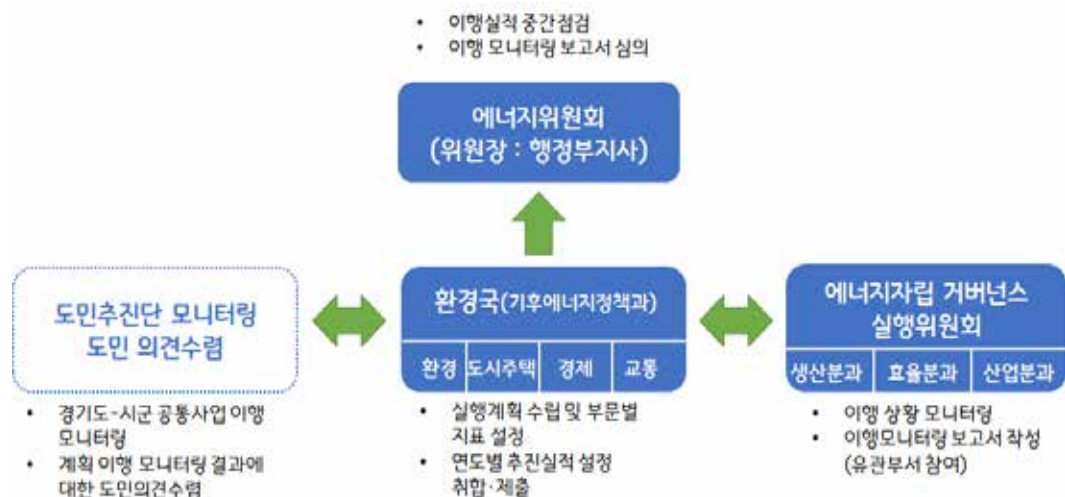 • 이행실적 중간점검
• 이행 모니터링 보고서 심의
에너지위원회
(위원장 : 행정부지사)
도민추진단 모니터링
도민 의견수렴
• 경기도-시군 공통사업 이행
모니터링
• 계획 이행 모니터링 결과에
대한 도민의견수렴
환경국(기후에너지정책과)
환경 도시주택 경제 교통
• 실행계획 수립 및 부문별
지표 설정
• 연도별 추진실적 설정
취합·제출
에너지자립 거버넌스
실행위원회
생산분과 효율분과 산업분과
• 이행 상황 모니터링
• 이행모니터링 보고서 작성
(유관부서 참여)